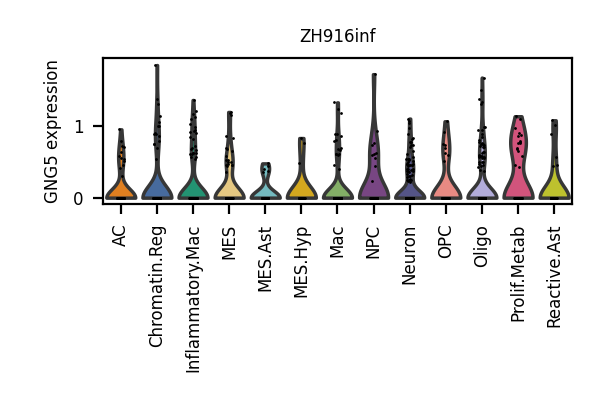 ZH916inf
GNG5 expression
1
0
AC
Chromatin.Reg
Inflammatory.Mac
MES
MES.Ast
MES.Hyp
Mac
NPC
Neuron
OPC
Oligo
Prolif.Metab
Reactive.Ast